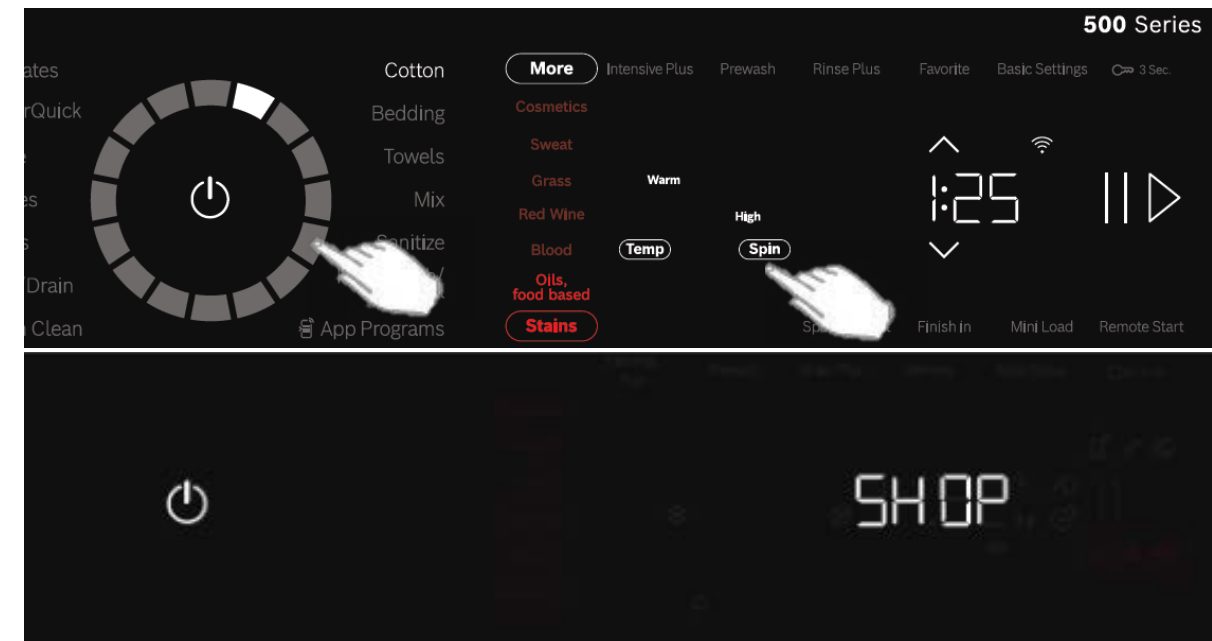 500 Series
ates
rQuick
es
s
/Drain
n Clean
Cotton
Bedding
Towels
Mix
Sanitize
App Programs
More
Intensive Plus
Prewash
Rinse Plus
Favorite
Basic Settings
3 Sec.
Cosmetics
Sweat
Grass
Red Wine
Blood
Oils,
food based
Stains
Warm
Temp
High
Spin
1:25
Finish in
Mini Load
Remote Start
SHOP